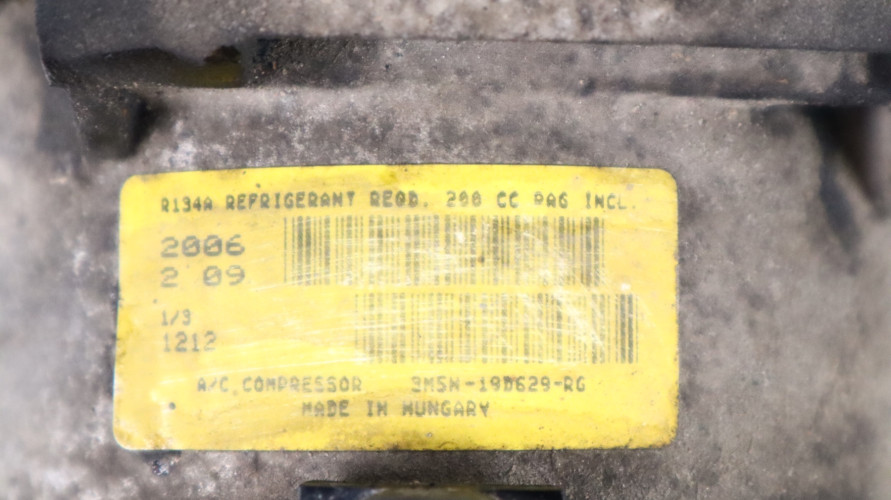 R134A REFRIGERANT REQD. 200 CC PAG INCL.
2006
2 09
1/3
1212
A/C COMPRESSOR 3M5H-19D629-RG
MADE IN HUNGARY